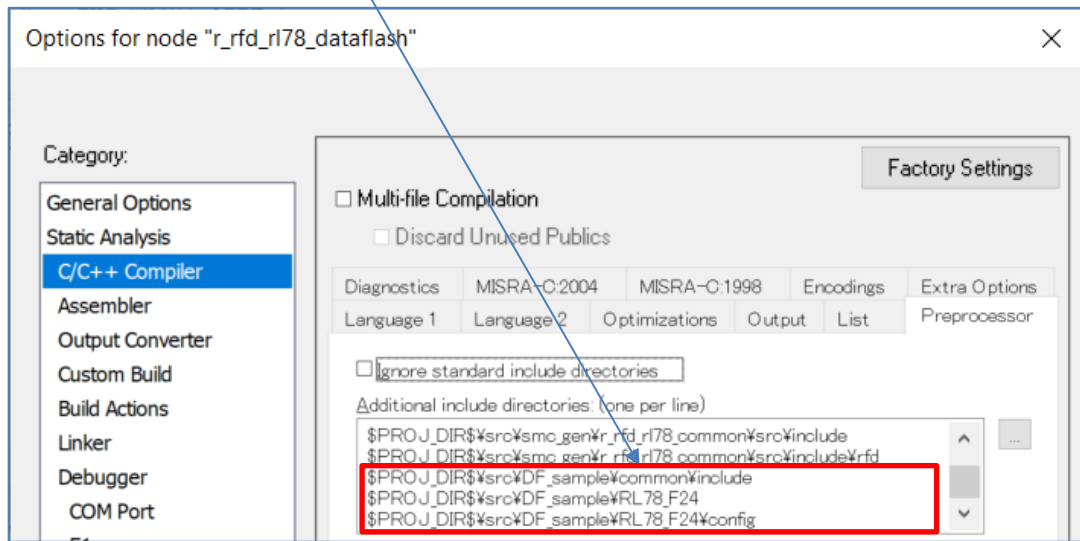 Options for node "r_rfd_rl78_dataflash"
Category:
Factory Settings
General Options
Static Analysis
C/C++ Compiler
Assembler
Output Converter
Custom Build
Build Actions
Linker
Debugger
COM Port
Multi-file Compilation
Discard Unused Publics
Diagnostics MISRA-C:2004 MISRA-C:1998 Encodings Extra Options
Language 1 Language 2 Optimizations Output List Preprocessor
Ignore standard include directories
Additional include directories: (one per line)
$PROJ_DIR$¥src¥smc_gen¥r_rfd_rl78_common¥src¥include
$PROJ_DIR$¥src¥smc_gen¥r_rfd_rl78_common¥src¥include¥rfd
$PROJ_DIR$¥src¥DF_sample¥common¥include
$PROJ_DIR$¥src¥DF_sample¥RL78_F24
$PROJ_DIR$¥src¥DF_sample¥RL78_F24¥config
...